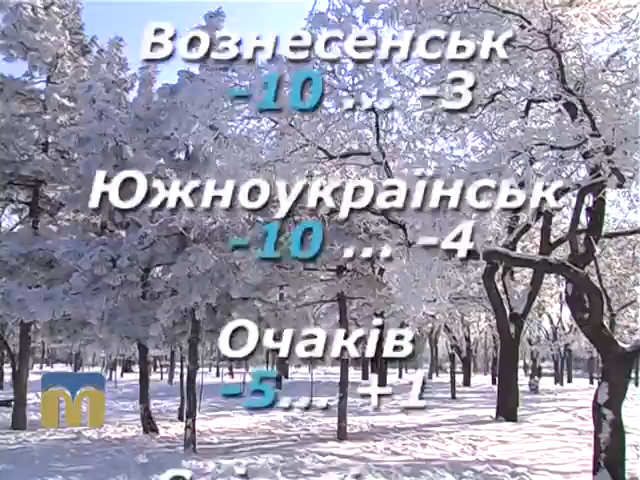 Вознесенськ
-10 ... -3
Южноукраїнськ
-10 ... -4
Очаків
-5... +1
m